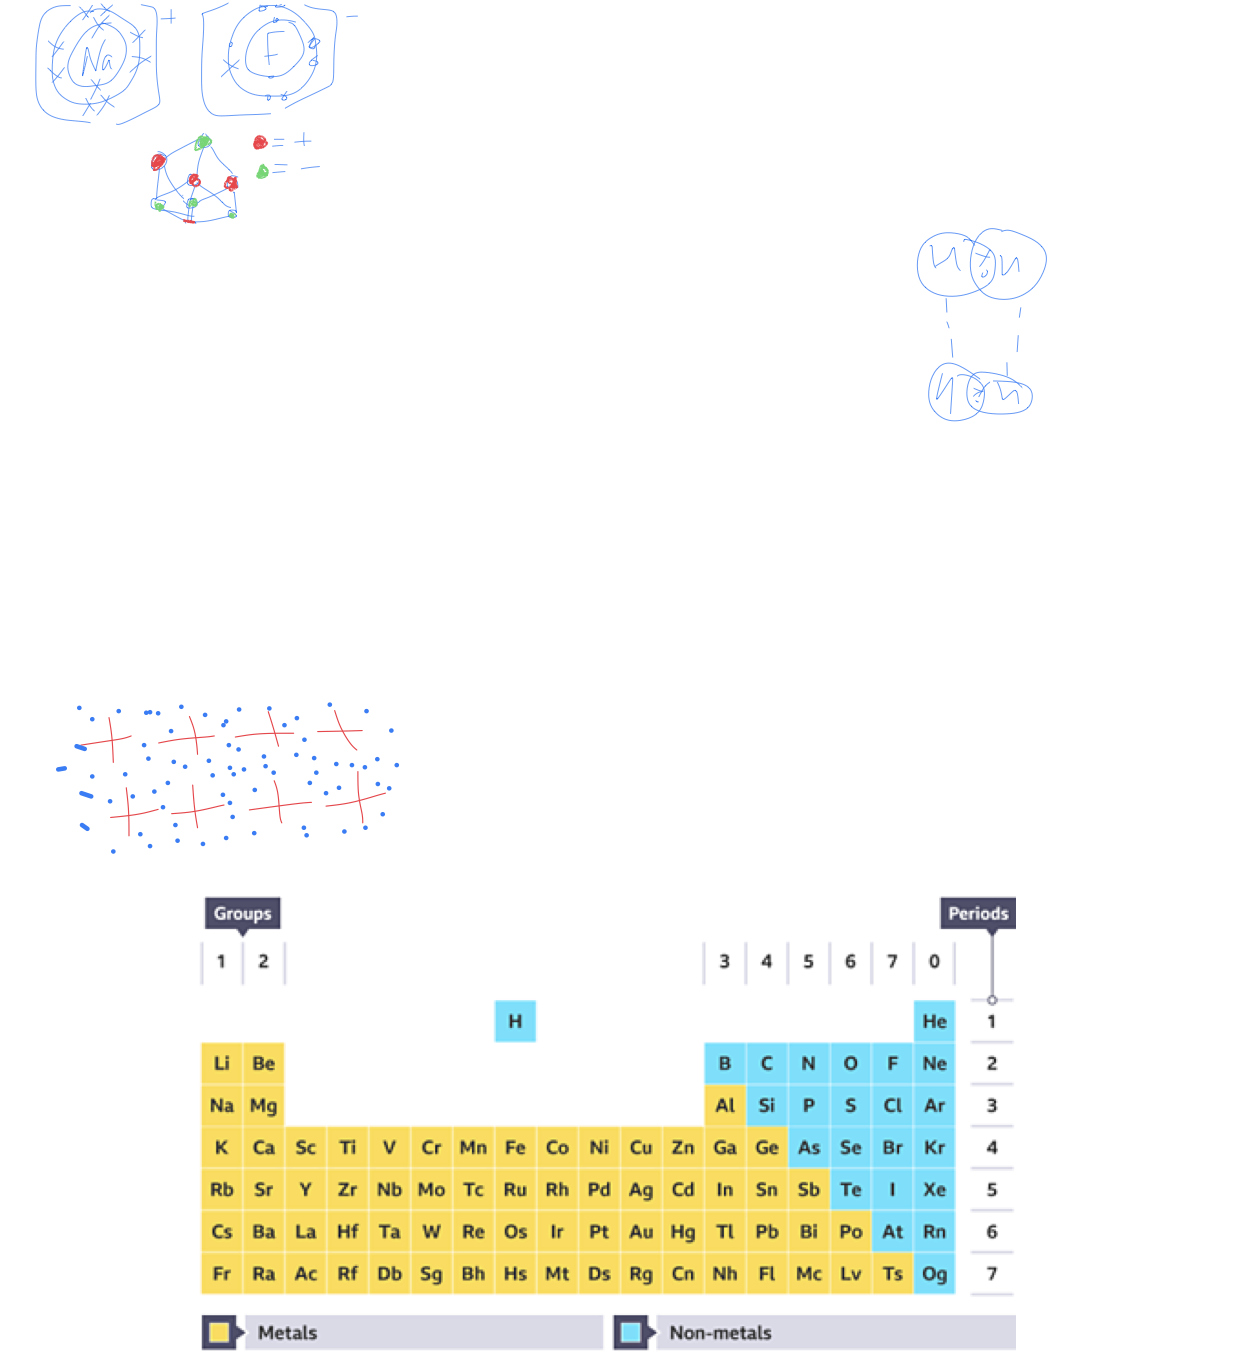 Na + F -
= +
= -
H H
H H
+ + + +
+ + + +
Groups Periods
1 2 3 4 5 6 7 0
H He 1
Li Be B C N O F Ne 2
Na Mg Al Si P S Cl Ar 3
K Ca Sc Ti V Cr Mn Fe Co Ni Cu Zn Ga Ge As Se Br Kr 4
Rb Sr Y Zr Nb Mo Tc Ru Rh Pd Ag Cd In Sn Sb Te I Xe 5
Cs Ba La Hf Ta W Re Os Ir Pt Au Hg Tl Pb Bi Po At Rn 6
Fr Ra Ac Rf Db Sg Bh Hs Mt Ds Rg Cn Nh Fl Mc Lv Ts Og 7
Metals Non-metals